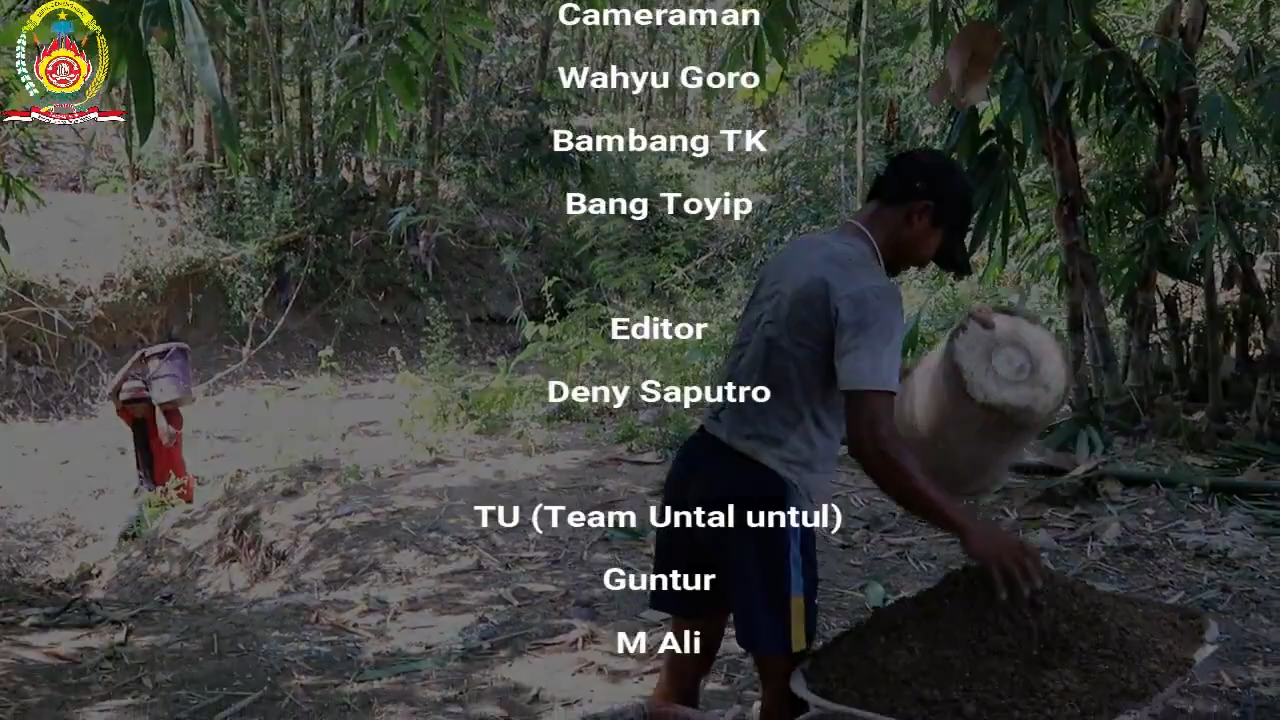 Cameraman
Wahyu Goro
Bambang TK
Bang Toyip
Editor
Deny Saputro
TU (Team Untal untul)
Guntur
M Ali